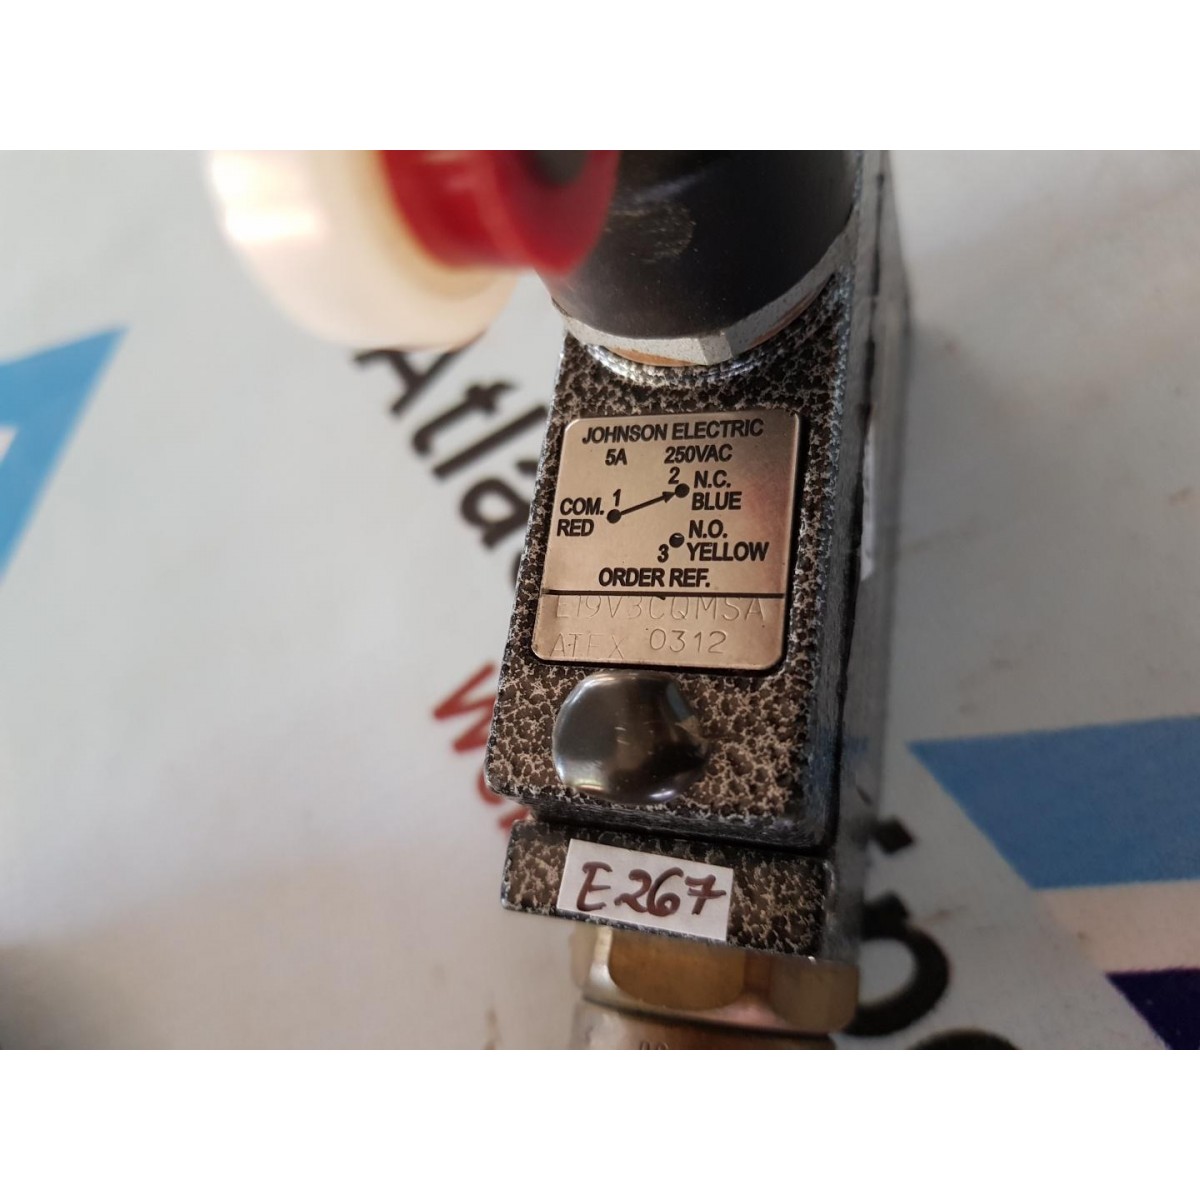 JOHNSON ELECTRIC
5A 250VAC
2 N.C.
BLUE
COM. 1
RED
N.O.
3 YELLOW
ORDER REF.
E19V3CQMSA
ATEX 0312
E267